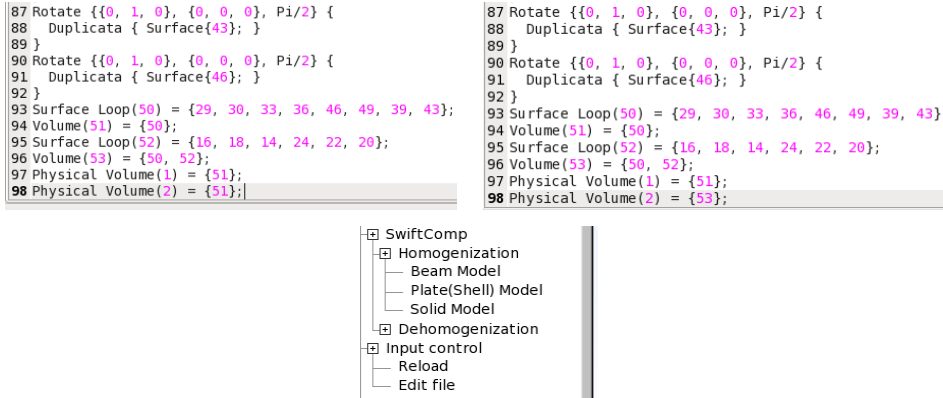 87 Rotate {{0, 1, 0}, {0, 0, 0}, Pi/2} {
88 Duplicata { Surface{43}; }
89 }
90 Rotate {{0, 1, 0}, {0, 0, 0}, Pi/2} {
91 Duplicata { Surface{46}; }
92 }
93 Surface Loop(50) = {29, 30, 33, 36, 46, 49, 39, 43};
94 Volume(51) = {50};
95 Surface Loop(52) = {16, 18, 14, 24, 22, 20};
96 Volume(53) = {50, 52};
97 Physical Volume(1) = {51};
98 Physical Volume(2) = {51};
87 Rotate {{0, 1, 0}, {0, 0, 0}, Pi/2} {
88 Duplicata { Surface{43}; }
89 }
90 Rotate {{0, 1, 0}, {0, 0, 0}, Pi/2} {
91 Duplicata { Surface{46}; }
92 }
93 Surface Loop(50) = {29, 30, 33, 36, 46, 49, 39, 43}
94 Volume(51) = {50};
95 Surface Loop(52) = {16, 18, 14, 24, 22, 20};
96 Volume(53) = {50, 52};
97 Physical Volume(1) = {51};
98 Physical Volume(2) = {53};
SwiftComp
Homogenization
Beam Model
Plate(Shell) Model
Solid Model
Dehomogenization
Input control
Reload
Edit file